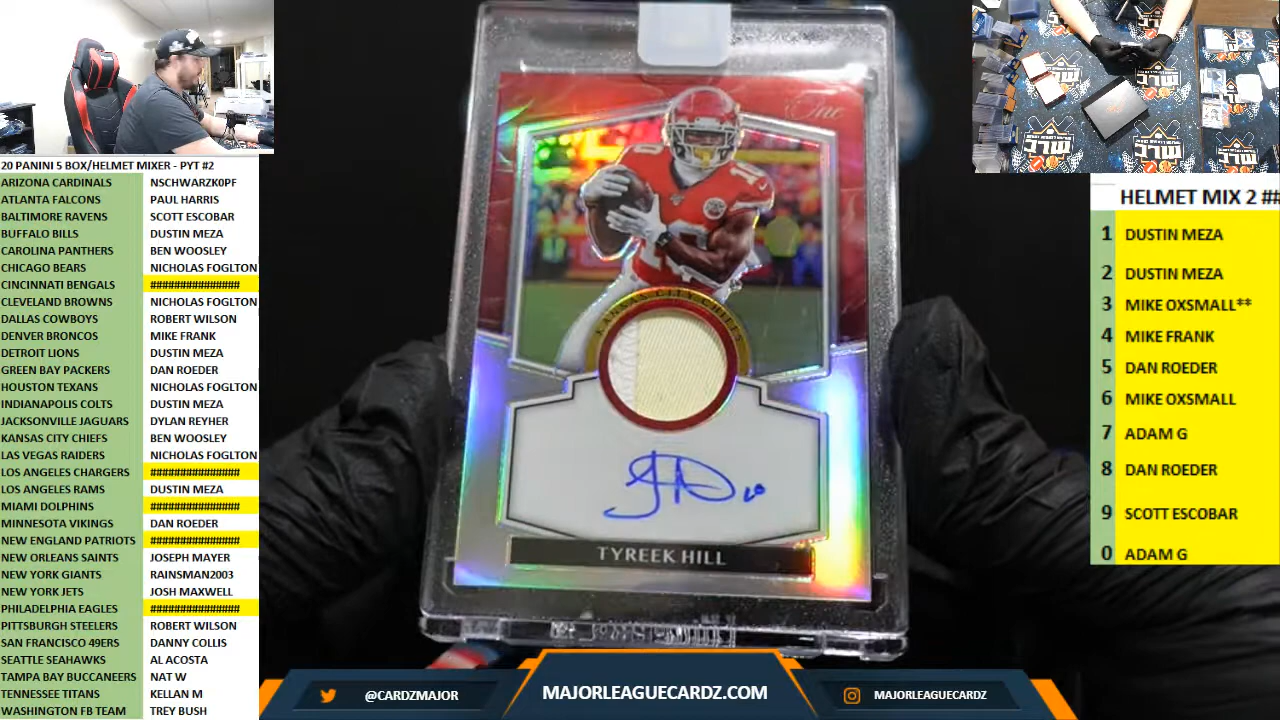 20 PANINI 5 BOX/HELMET MIXER - PYT #2
ARIZONA CARDINALS NSCHWARZK0PF
ATLANTA FALCONS PAUL HARRIS
BALTIMORE RAVENS SCOTT ESCOBAR
BUFFALO BILLS DUSTIN MEZA
CAROLINA PANTHERS BEN WOOSLEY
CHICAGO BEARS NICHOLAS FOGLTON
CINCINNATI BENGALS ###############
CLEVELAND BROWNS NICHOLAS FOGLTON
DALLAS COWBOYS ROBERT WILSON
DENVER BRONCOS MIKE FRANK
DETROIT LIONS DUSTIN MEZA
GREEN BAY PACKERS DAN ROEDER
HOUSTON TEXANS NICHOLAS FOGLTON
INDIANAPOLIS COLTS DUSTIN MEZA
JACKSONVILLE JAGUARS DYLAN REYHER
KANSAS CITY CHIEFS BEN WOOSLEY
LAS VEGAS RAIDERS NICHOLAS FOGLTON
LOS ANGELES CHARGERS ###############
LOS ANGELES RAMS DUSTIN MEZA
MIAMI DOLPHINS ###############
MINNESOTA VIKINGS DAN ROEDER
NEW ENGLAND PATRIOTS ###############
NEW ORLEANS SAINTS JOSEPH MAYER
NEW YORK GIANTS RAINSMAN2003
NEW YORK JETS JOSH MAXWELL
PHILADELPHIA EAGLES ###############
PITTSBURGH STEELERS ROBERT WILSON
SAN FRANCISCO 49ERS DANNY COLLIS
SEATTLE SEAHAWKS AL ACOSTA
TAMPA BAY BUCCANEERS NAT W
TENNESSEE TITANS KELLAN M
WASHINGTON FB TEAM TREY BUSH
One
10
KANSAS CITY CHIEFS
TYREEK HILL
MLC
HELMET MIX 2 ##
1 DUSTIN MEZA
2 DUSTIN MEZA
3 MIKE OXSMALL**
4 MIKE FRANK
5 DAN ROEDER
6 MIKE OXSMALL
7 ADAM G
8 DAN ROEDER
9 SCOTT ESCOBAR
0 ADAM G
@CARDZMAJOR
MAJORLEAGUECARDZ.COM
MAJORLEAGUECARDZ